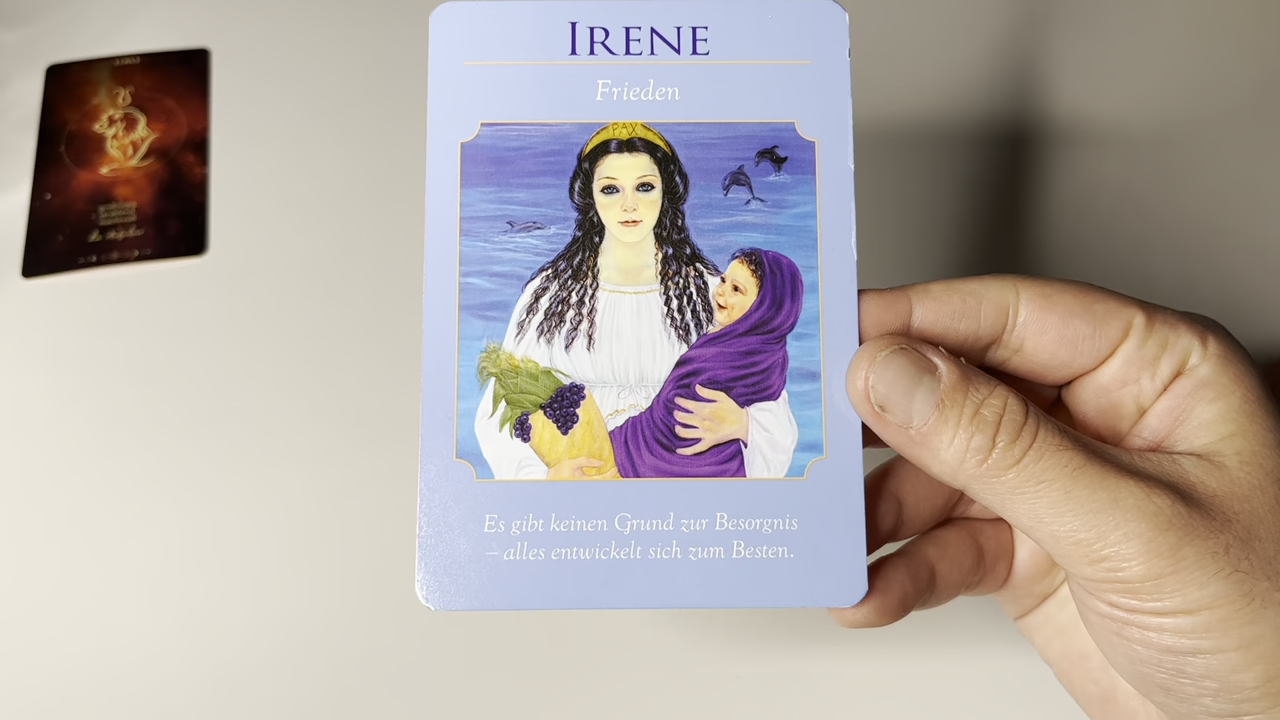 IRENE
Frieden
PAX
Es gibt keinen Grund zur Besorgnis
– alles entwickelt sich zum Besten.